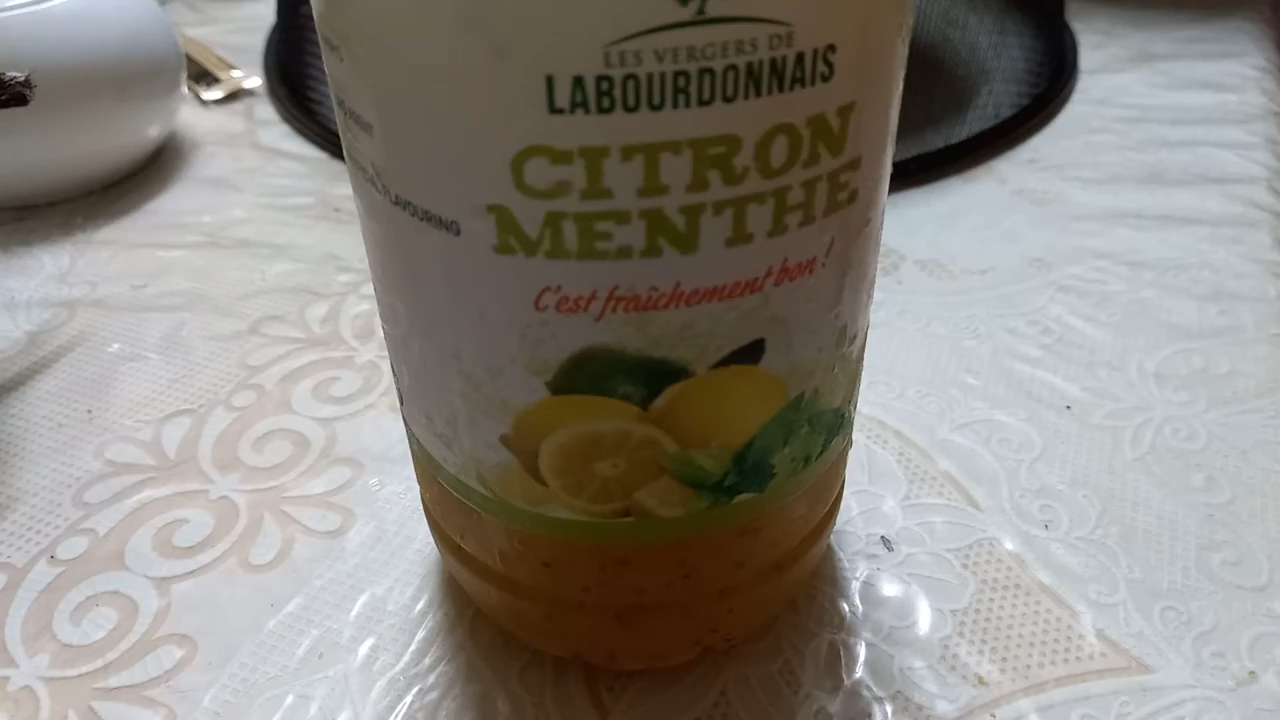 LES VERGERS DE
LABOURDONNAIS
CITRON
MENTHE
C'est fraîchement bon !
FLAVOURING